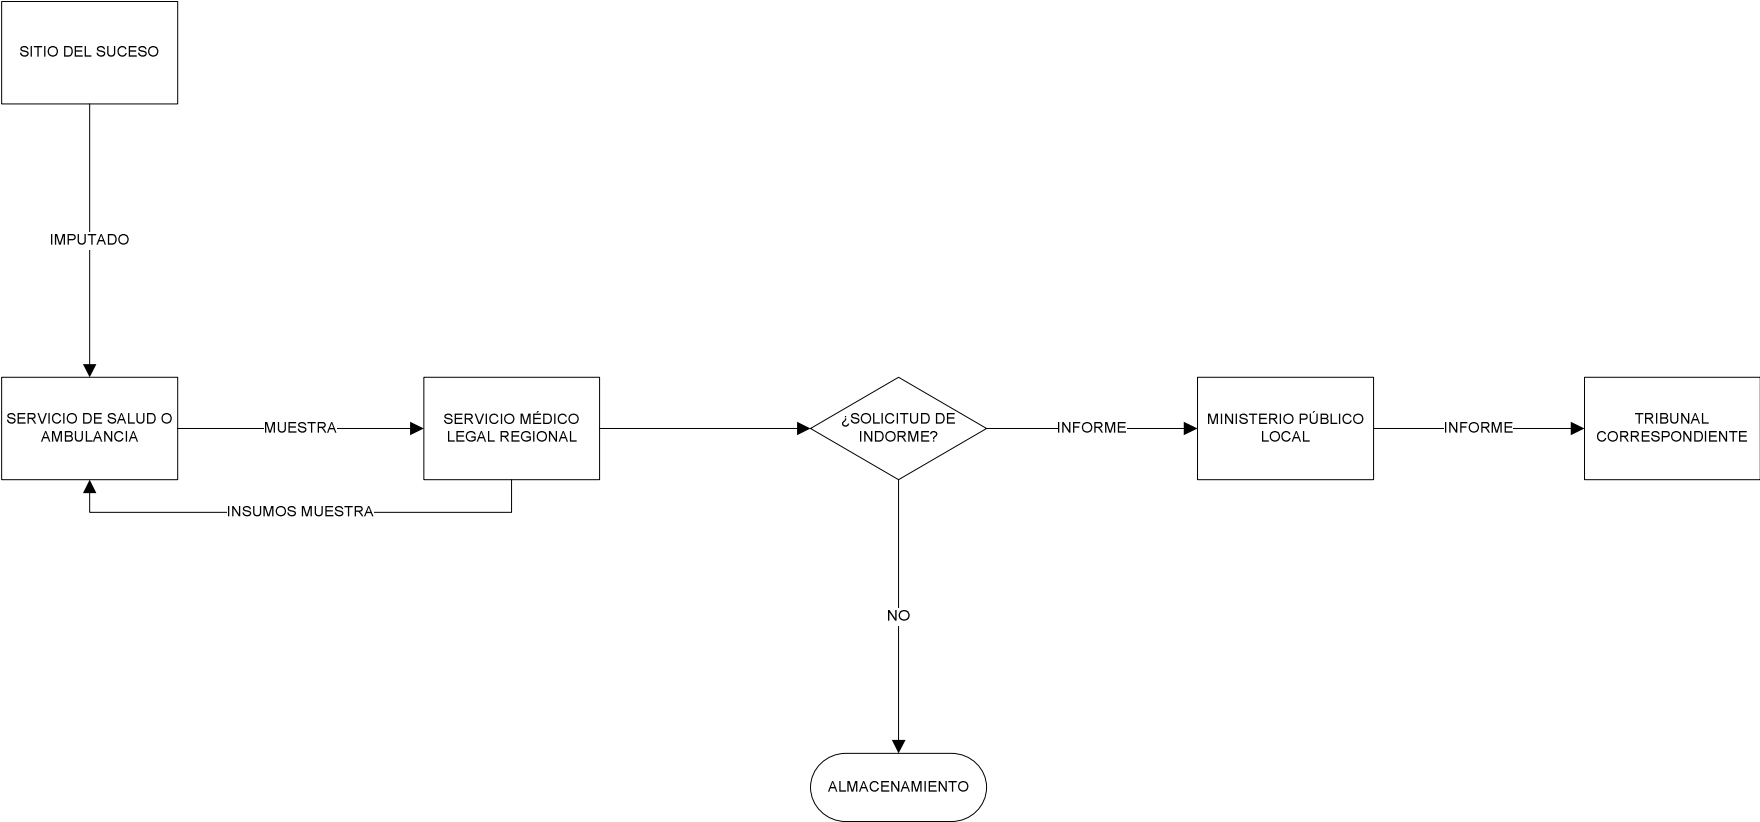 SITIO DEL SUCESO
IMPUTADO
SERVICIO DE SALUD O
AMBULANCIA
MUESTRA
SERVICIO MÉDICO
LEGAL REGIONAL
¿SOLICITUD DE
INDORME?
INFORME
MINISTERIO PÚBLICO
LOCAL
INFORME
TRIBUNAL
CORRESPONDIENTE
INSUMOS MUESTRA
NO
ALMACENAMIENTO